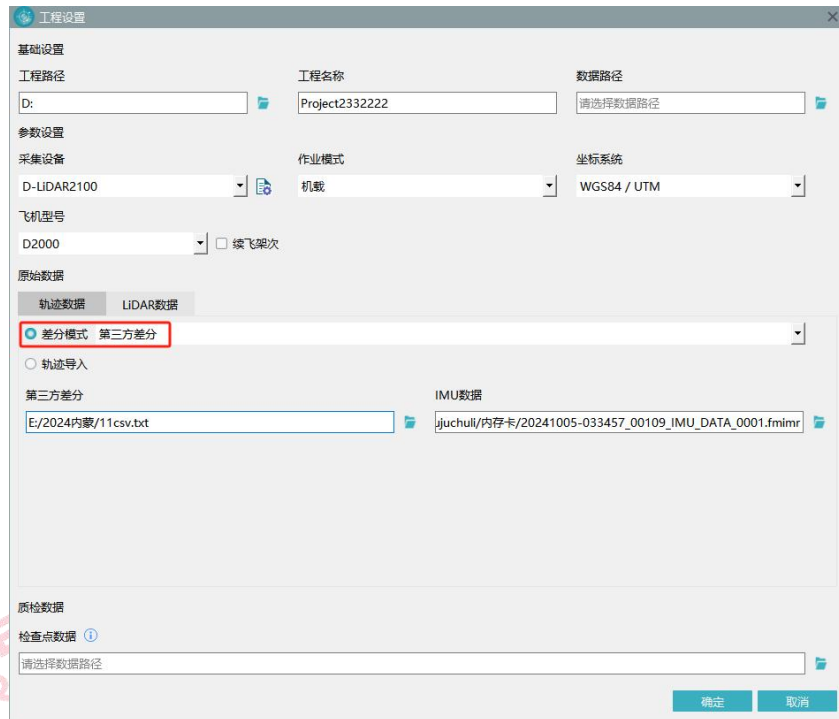 工程设置
基础设置
工程路径 工程名称 数据路径
D: Project2332222 请选择数据路径
参数设置
采集设备 作业模式 坐标系统
D-LiDAR2100 机载 WGS84 / UTM
飞机型号
D2000 续飞架次
原始数据
轨迹数据 LiDAR数据
差分模式 第三方差分
轨迹导入
第三方差分 IMU数据
E:/2024内蒙/11csv.txt ujuchuli/内存卡/20241005-033457_00109_IMU_DATA_0001.fmimr
质检数据
检查点数据
请选择数据路径
确定 取消